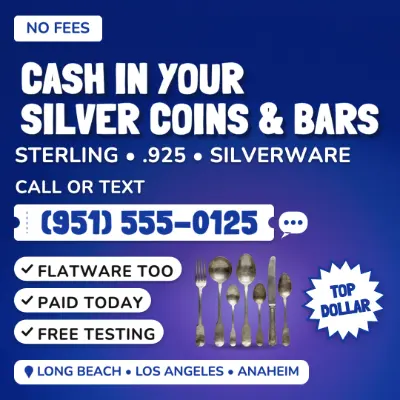 NO FEES
CASH IN YOUR
SILVER COINS & BARS
STERLING • .925 • SILVERWARE
CALL OR TEXT
(951) 555-0125
✓ FLATWARE TOO
✓ PAID TODAY
✓ FREE TESTING
TOP
DOLLAR
LONG BEACH • LOS ANGELES • ANAHEIM